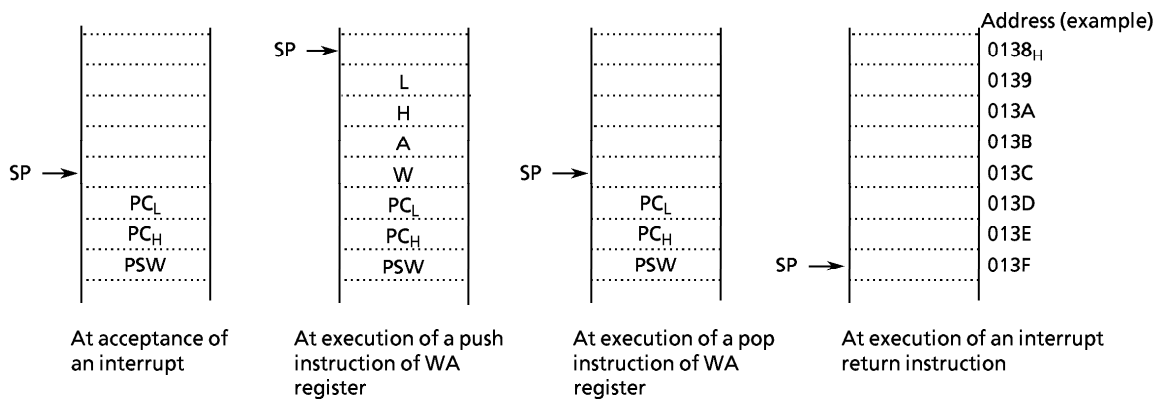 Address (example)
SP → 0138H
L 0139
H 013A
A 013B
SP → W SP → 013C
PCL PCL PCL 013D
PCH PCH PCH 013E
PSW PSW PSW SP → 013F
At acceptance of
an interrupt
At execution of a push
instruction of WA
register
At execution of a pop
instruction of WA
register
At execution of an interrupt
return instruction